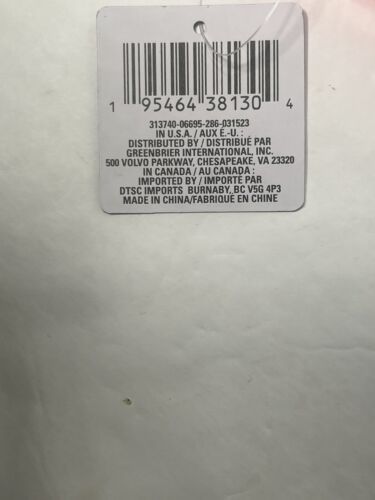 1 95464 38130 4
313740-06695-286-031523
IN U.S.A. / AUX É.-U. :
DISTRIBUTED BY / DISTRIBUÉ PAR
GREENBRIER INTERNATIONAL, INC.
500 VOLVO PARKWAY, CHESAPEAKE, VA 23320
IN CANADA / AU CANADA :
IMPORTED BY / IMPORTÉ PAR
DTSC IMPORTS BURNABY, BC V5G 4P3
MADE IN CHINA/FABRIQUÉ EN CHINE